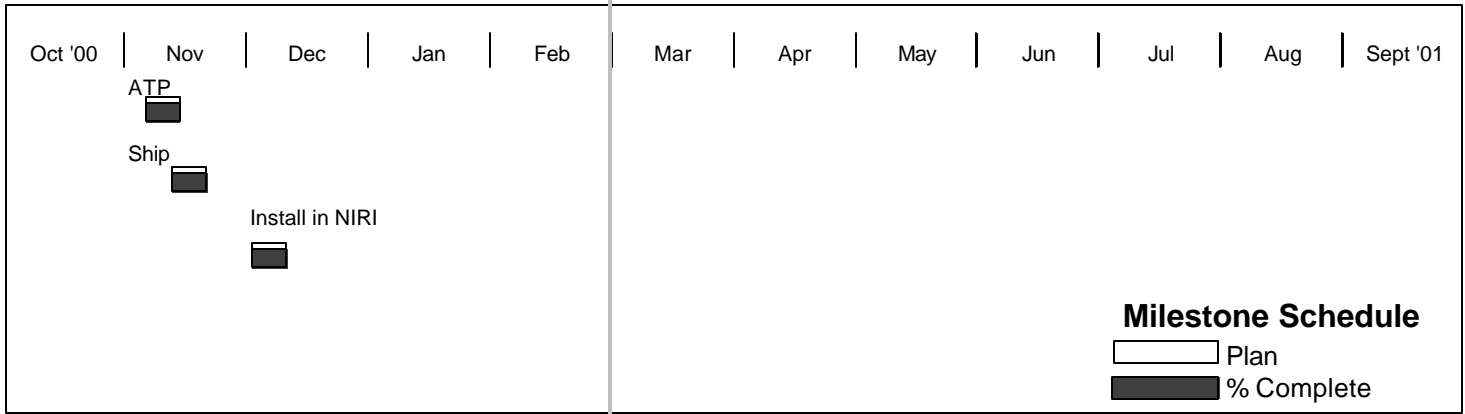 Oct '00 Nov Dec Jan Feb Mar Apr May Jun Jul Aug Sept '01
ATP
Ship
Install in NIRI
Milestone Schedule
Plan
% Complete